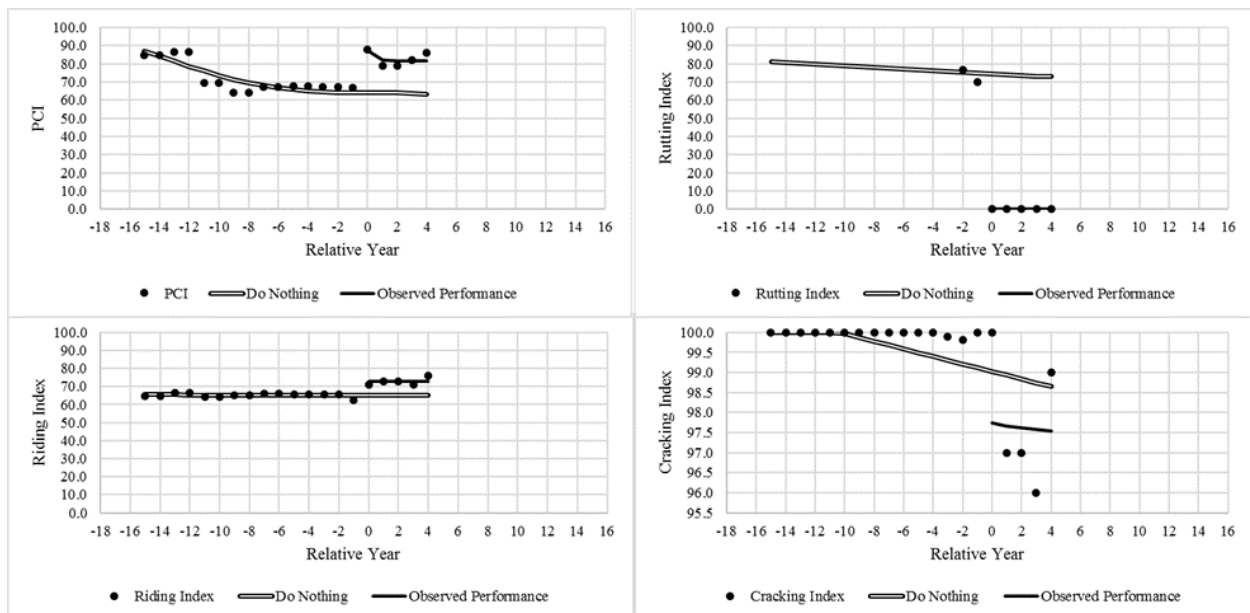 100.0
90.0
80.0
70.0
60.0
50.0
40.0
30.0
20.0
10.0
0.0
PCI
-18 -16 -14 -12 -10 -8 -6 -4 -2 0 2 4 6 8 10 12 14 16
Relative Year
PCI Do Nothing Observed Performance
100.0
90.0
80.0
70.0
60.0
50.0
40.0
30.0
20.0
10.0
0.0
Rutting Index
-18 -16 -14 -12 -10 -8 -6 -4 -2 0 2 4 6 8 10 12 14 16
Relative Year
Rutting Index Do Nothing Observed Performance
100.0
90.0
80.0
70.0
60.0
50.0
40.0
30.0
20.0
10.0
0.0
Riding Index
-18 -16 -14 -12 -10 -8 -6 -4 -2 0 2 4 6 8 10 12 14 16
Relative Year
Riding Index Do Nothing Observed Performance
100.0
99.5
99.0
98.5
98.0
97.5
97.0
96.5
96.0
95.5
Cracking Index
-18 -16 -14 -12 -10 -8 -6 -4 -2 0 2 4 6 8 10 12 14 16
Relative Year
Cracking Index Do Nothing Observed Performance